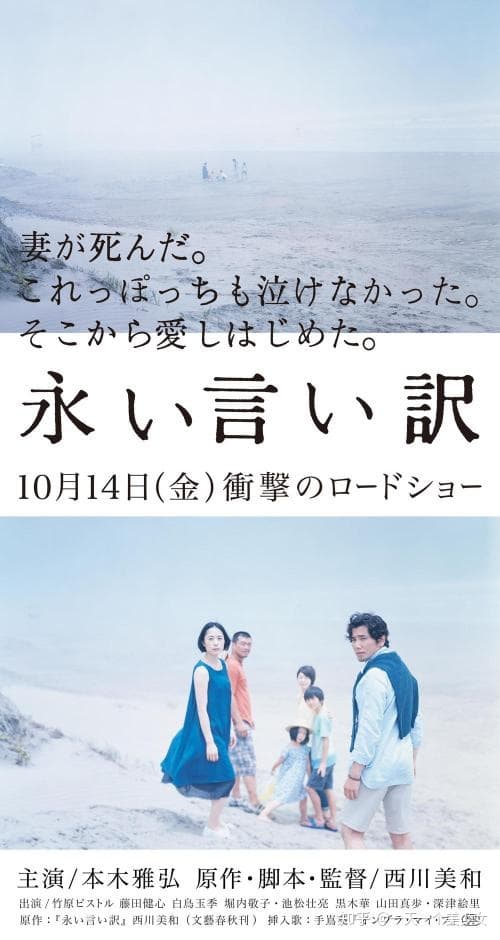 妻が死んだ。
これっぽっちも泣けなかった。
そこから愛しはじめた。
永い言い訳
10月14日(金)衝撃のロードショー
主演/本木雅弘 原作・脚本・監督/西川美和
出演/竹原ピストル 藤田健心 白鳥玉季 堀内敬子・池松壮亮 黒木華 山田真歩・深津絵里
原作:『永い言い訳』西川美和(文藝春秋刊) 挿入歌:手嶌葵
知乎